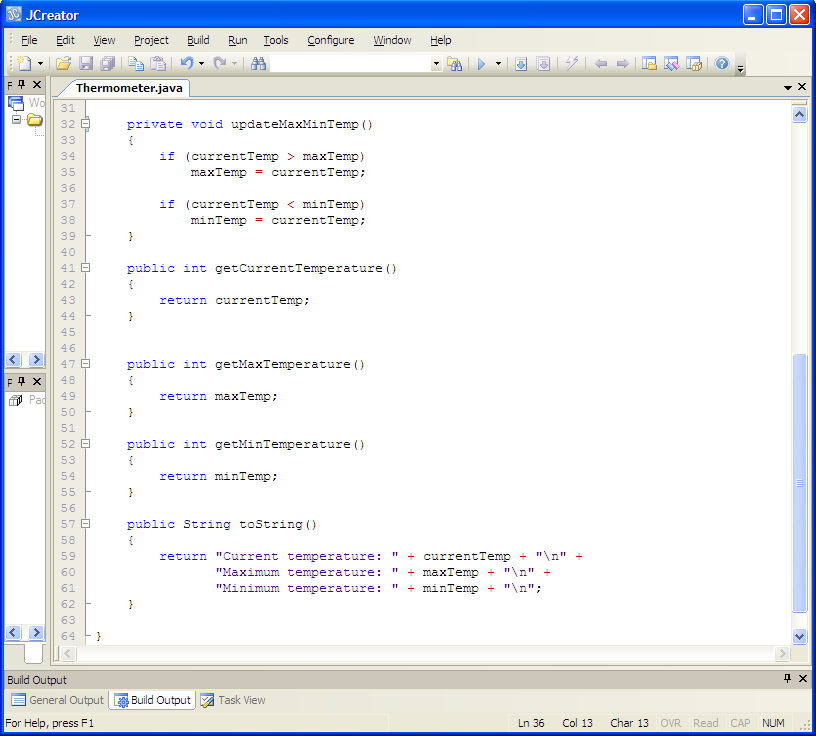 JCreator
File Edit View Project Build Run Tools Configure Window Help
F
Thermometer.java
Wo
31
32 private void updateMaxMinTemp()
33 {
34 if (currentTemp > maxTemp)
35 maxTemp = currentTemp;
36
37 if (currentTemp < minTemp)
38 minTemp = currentTemp;
39 }
40
41 public int getCurrentTemperature()
42 {
43 return currentTemp;
44 }
45
46
47 public int getMaxTemperature()
48 {
49 return maxTemp;
50 }
51
52 public int getMinTemperature()
53 {
54 return minTemp;
55 }
56
57 public String toString()
58 {
59 return "Current temperature: " + currentTemp + "\n" +
60 "Maximum temperature: " + maxTemp + "\n" +
61 "Minimum temperature: " + minTemp + "\n";
62 }
63
64 }
F
Pac
Build Output
General Output Build Output Task View
For Help, press F1 Ln 36 Col 13 Char 13 OVR Read CAP NUM